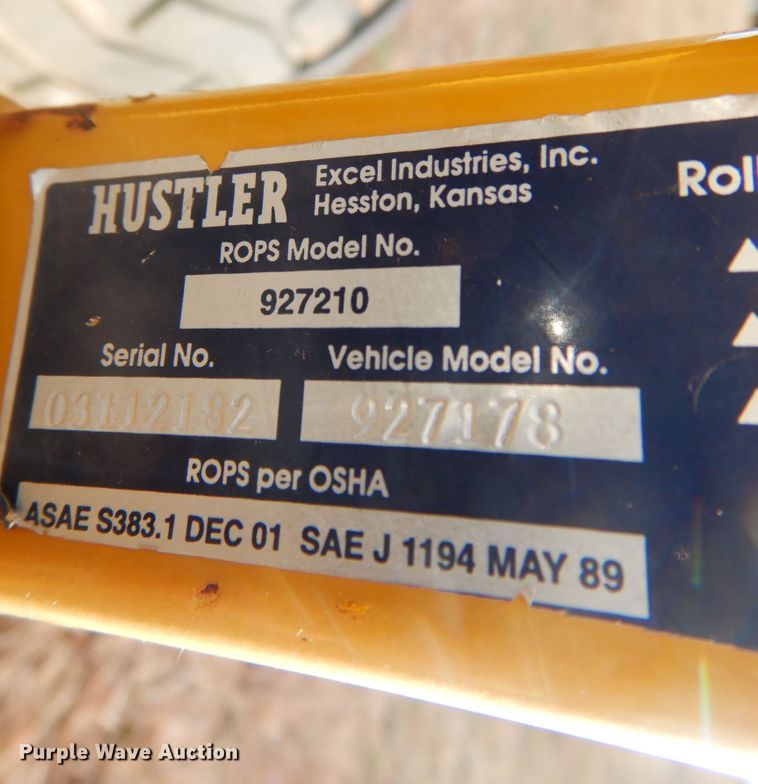 HUSTLER Excel Industries, Inc.
Hesston, Kansas
ROPS Model No.
927210
Serial No. Vehicle Model No.
03112182 927178
ROPS per OSHA
ASAE S383.1 DEC 01 SAE J 1194 MAY 89
Purple Wave Auction